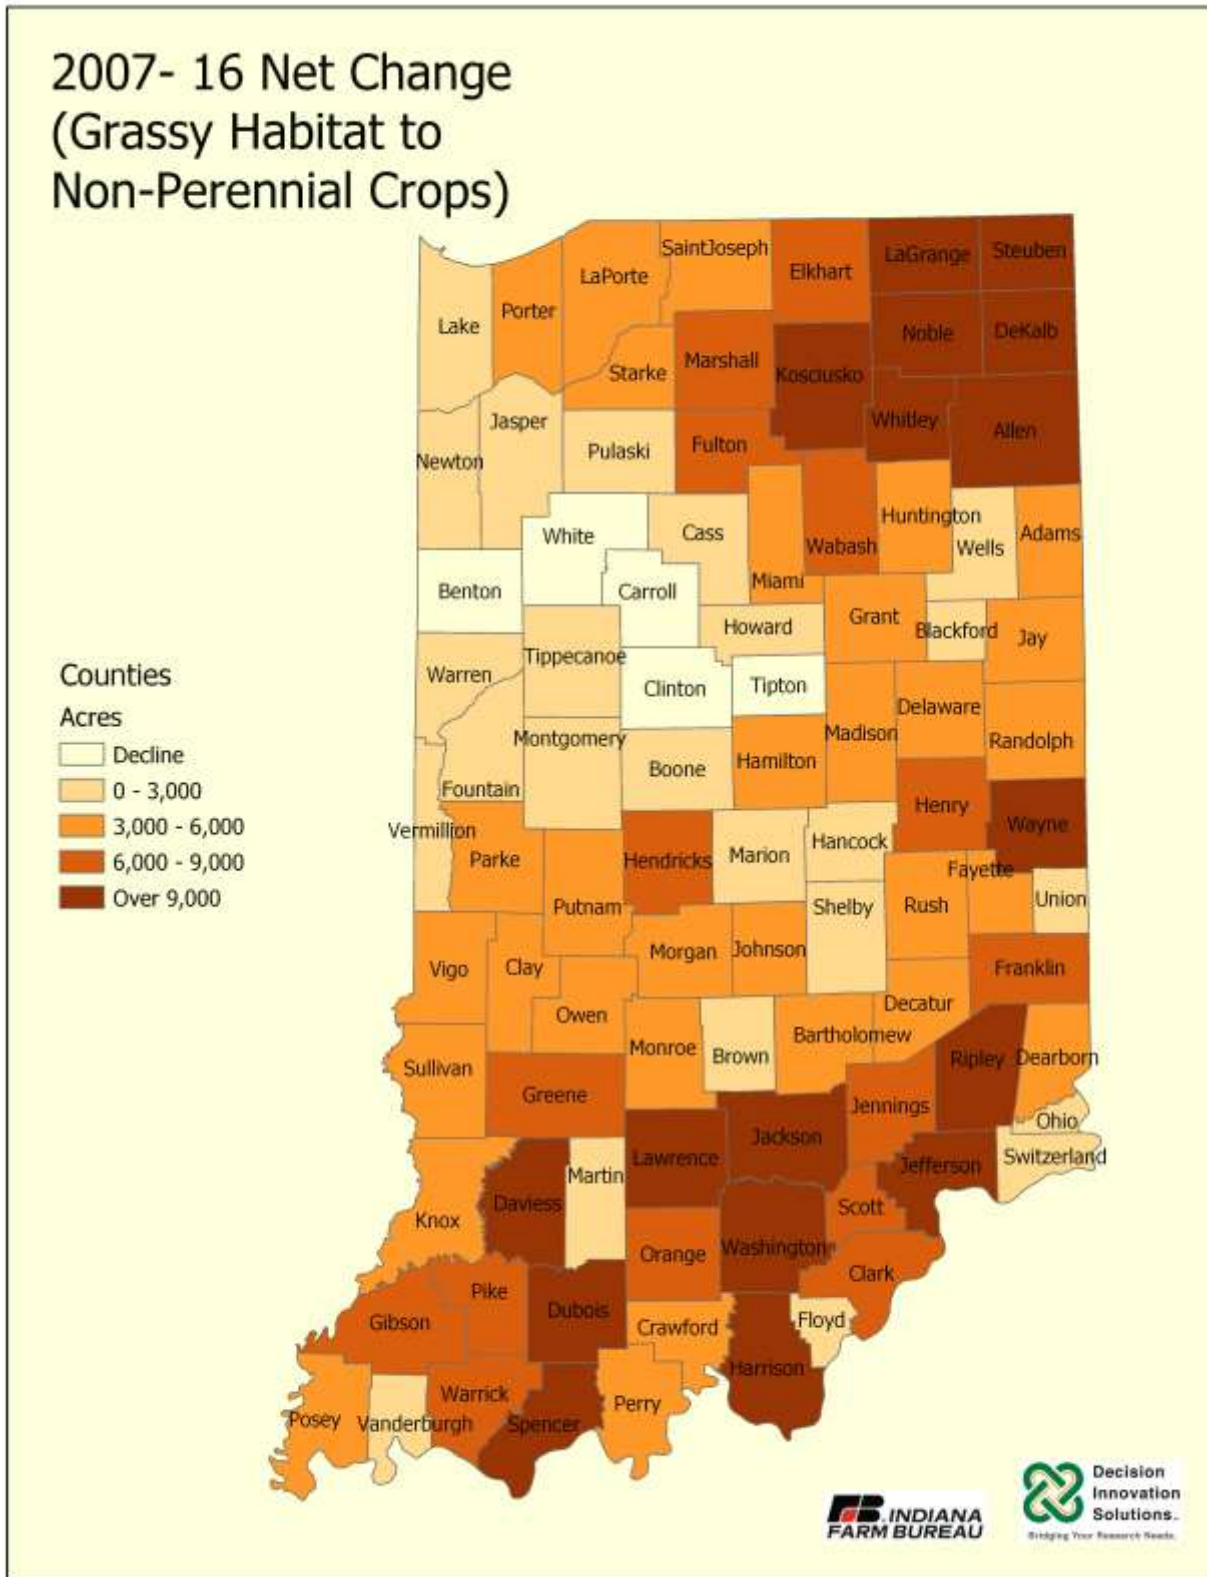 2007- 16 Net Change
(Grassy Habitat to
Non-Perennial Crops)
SaintJoseph
LaGrange
Steuben
Elkhart
LaPorte
Porter
Lake
Noble
DeKalb
Marshall
Starke
Kosciusko
Jasper
Whitley
Allen
Fulton
Pulaski
Newton
Huntington
White
Cass
Adams
Wabash
Wells
Miami
Benton
Carroll
Grant
Howard
Blackford
Jay
Tippecanoe
Warren
Counties
Clinton
Tipton
Delaware
Acres
Madison
Montgomery
Randolph
Decline
Boone
Hamilton
0 - 3,000
Fountain
Henry
3,000 - 6,000
Vermillion
Wayne
Hancock
6,000 - 9,000
Parke
Hendricks
Marion
Fayette
Over 9,000
Putnam
Shelby
Rush
Union
Morgan
Johnson
Vigo
Clay
Franklin
Decatur
Owen
Bartholomew
Monroe
Brown
Ripley
Dearborn
Sullivan
Greene
Jennings
Ohio
Jackson
Lawrence
Switzerland
Jefferson
Martin
Daviess
Scott
Knox
Washington
Orange
Clark
Pike
Dubois
Gibson
Floyd
Crawford
Harrison
Warrick
Perry
Posey
Vanderburgh
Spencer
INDIANA
FARM BUREAU
Decision
Innovation
Solutions.
Bridging Your Research Needs.